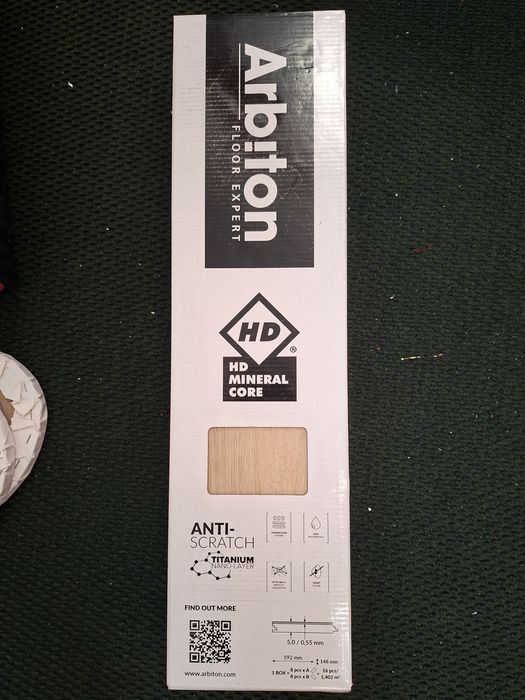 Arbiton
FLOOR EXPERT
HD
®
HD
MINERAL
CORE
ANTI-
SCRATCH
TITANIUM
NANO-LAYER
FIND OUT MORE
www.arbiton.com
5.0 / 0,55 mm
592 mm
148 mm
1 BOX = 8 pcs x A
8 pcs x B
16 pcs/
1,402 m²